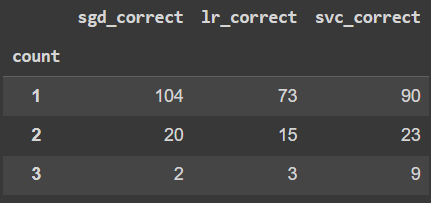 sgd_correct lr_correct svc_correct
count
1 104 73 90
2 20 15 23
3 2 3 9